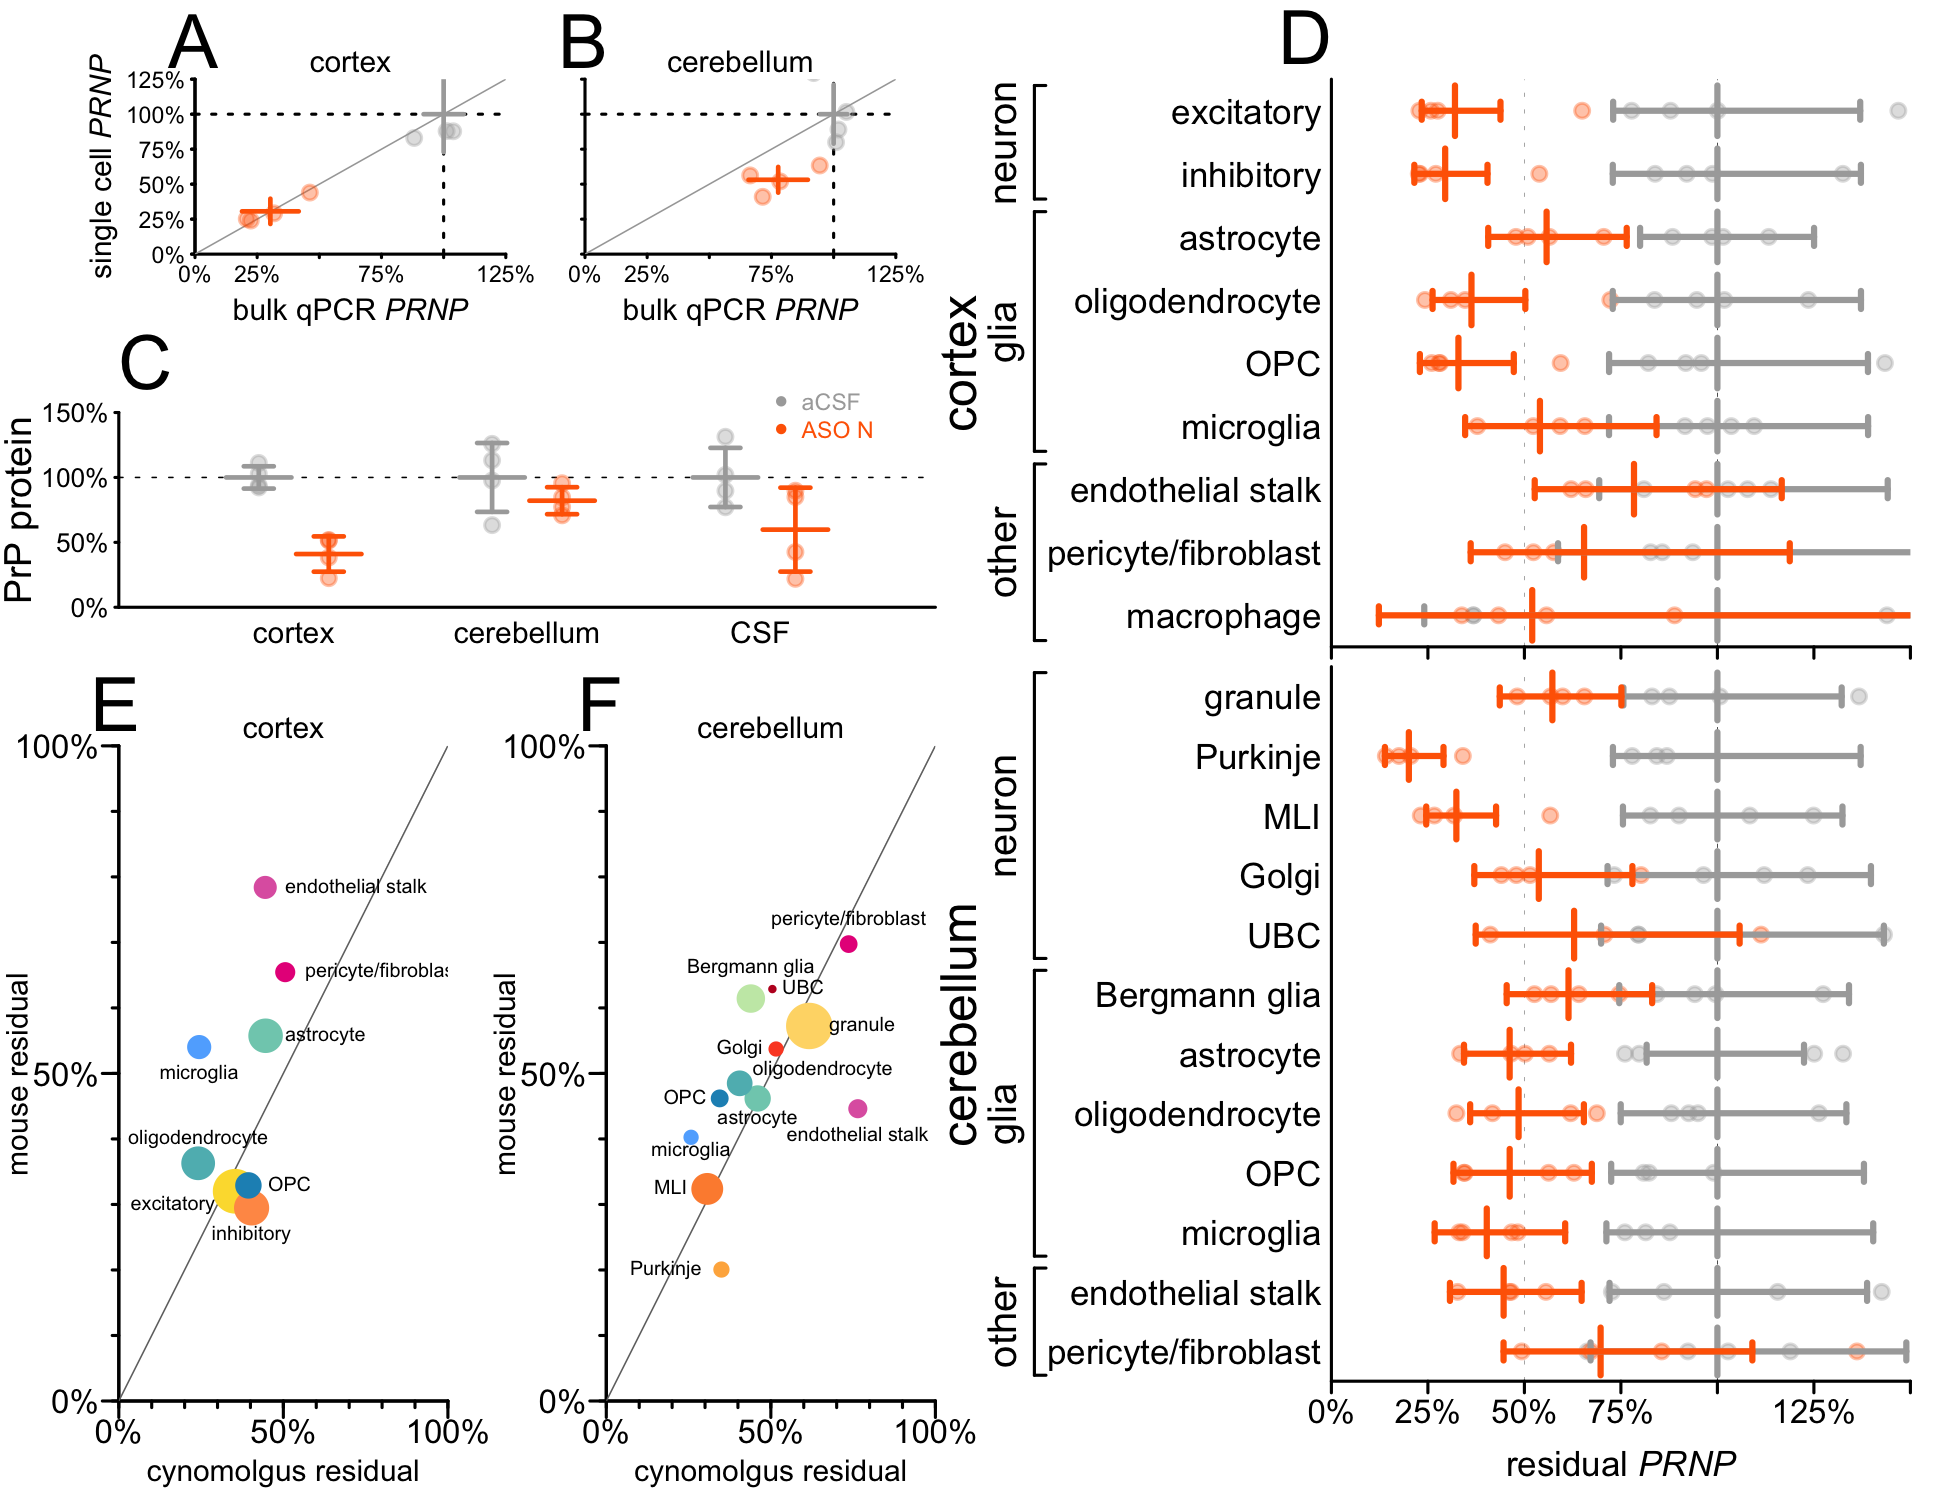 A
cortex
single cell PRNP
125%
100%
75%
50%
25%
0%
0%
25%
75%
125%
bulk qPCR PRNP
B
cerebellum
0%
25%
75%
125%
bulk qPCR PRNP
C
PrP protein
150%
100%
50%
0%
aCSF
ASO N
cortex
cerebellum
CSF
D
cortex
neuron
excitatory
inhibitory
glia
astrocyte
oligodendrocyte
OPC
microglia
other
endothelial stalk
pericyte/fibroblast
macrophage
cerebellum
neuron
granule
Purkinje
MLI
Golgi
UBC
glia
Bergmann glia
astrocyte
oligodendrocyte
OPC
microglia
other
endothelial stalk
pericyte/fibroblast
0%
25%
50%
75%
125%
residual PRNP
E
cortex
mouse residual
100%
50%
0%
endothelial stalk
pericyte/fibroblas
astrocyte
microglia
oligodendrocyte
OPC
excitatory
inhibitory
0%
50%
100%
cynomolgus residual
F
cerebellum
mouse residual
100%
50%
0%
pericyte/fibroblast
Bergmann glia
UBC
granule
Golgi
oligodendrocyte
OPC
astrocyte
endothelial stalk
microglia
MLI
Purkinje
0%
50%
100%
cynomolgus residual